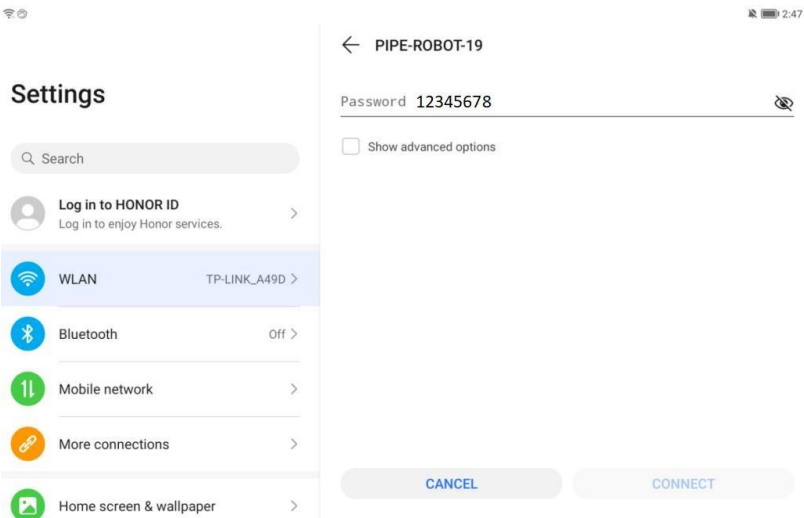 2:47
Settings
Search
Log in to HONOR ID
Log in to enjoy Honor services.
WLAN TP-LINK_A49D
Bluetooth Off
Mobile network
More connections
Home screen & wallpaper
PIPE-ROBOT-19
Password 12345678
Show advanced options
CANCEL CONNECT